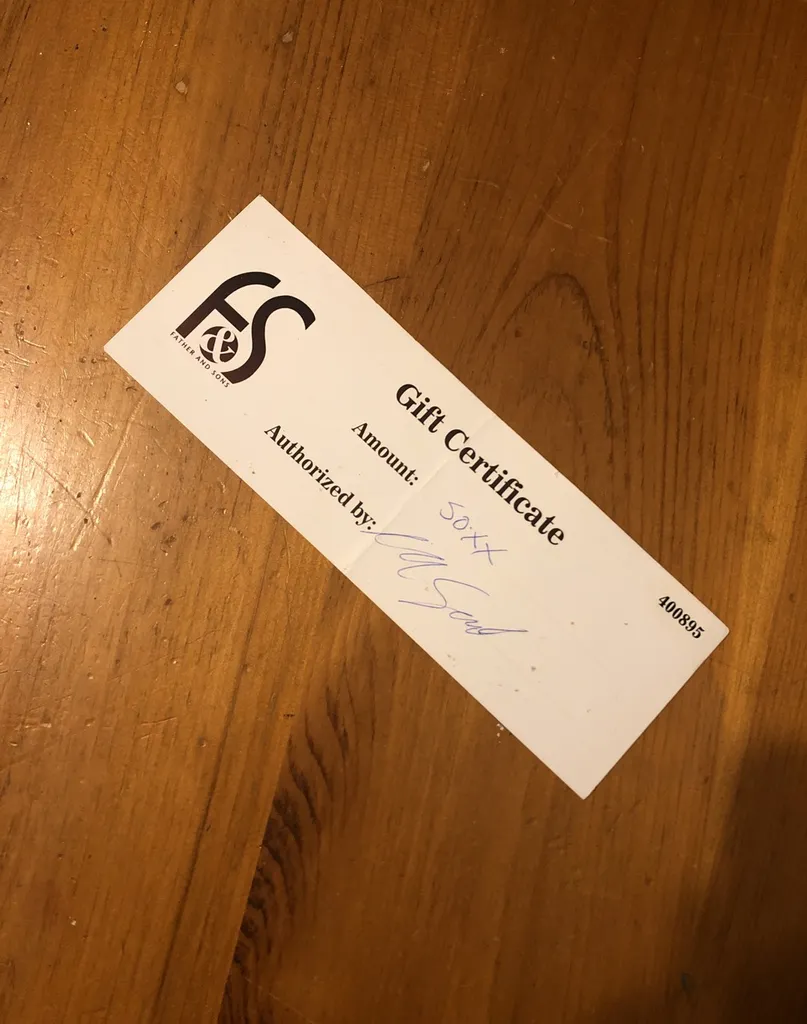 F&S
FATHER AND SONS
Gift Certificate
Amount: 50.xx
Authorized by:
400895